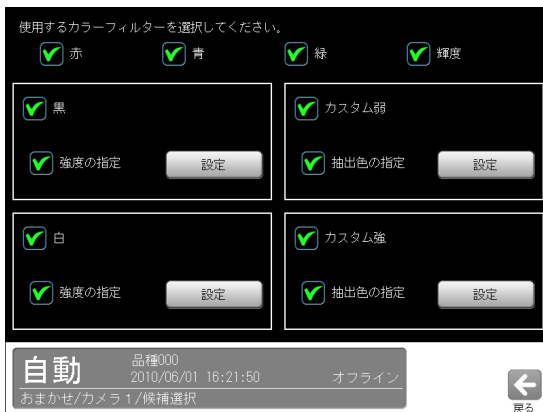 使用するカラーフィルターを選択してください。
赤 青 緑 輝度
黒
強度の指定 設定
カスタム弱
抽出色の指定 設定
白
強度の指定 設定
カスタム強
抽出色の指定 設定
自動 品種000
2010/06/01 16:21:50 オフライン
おまかせ/カメラ1/候補選択
戻る